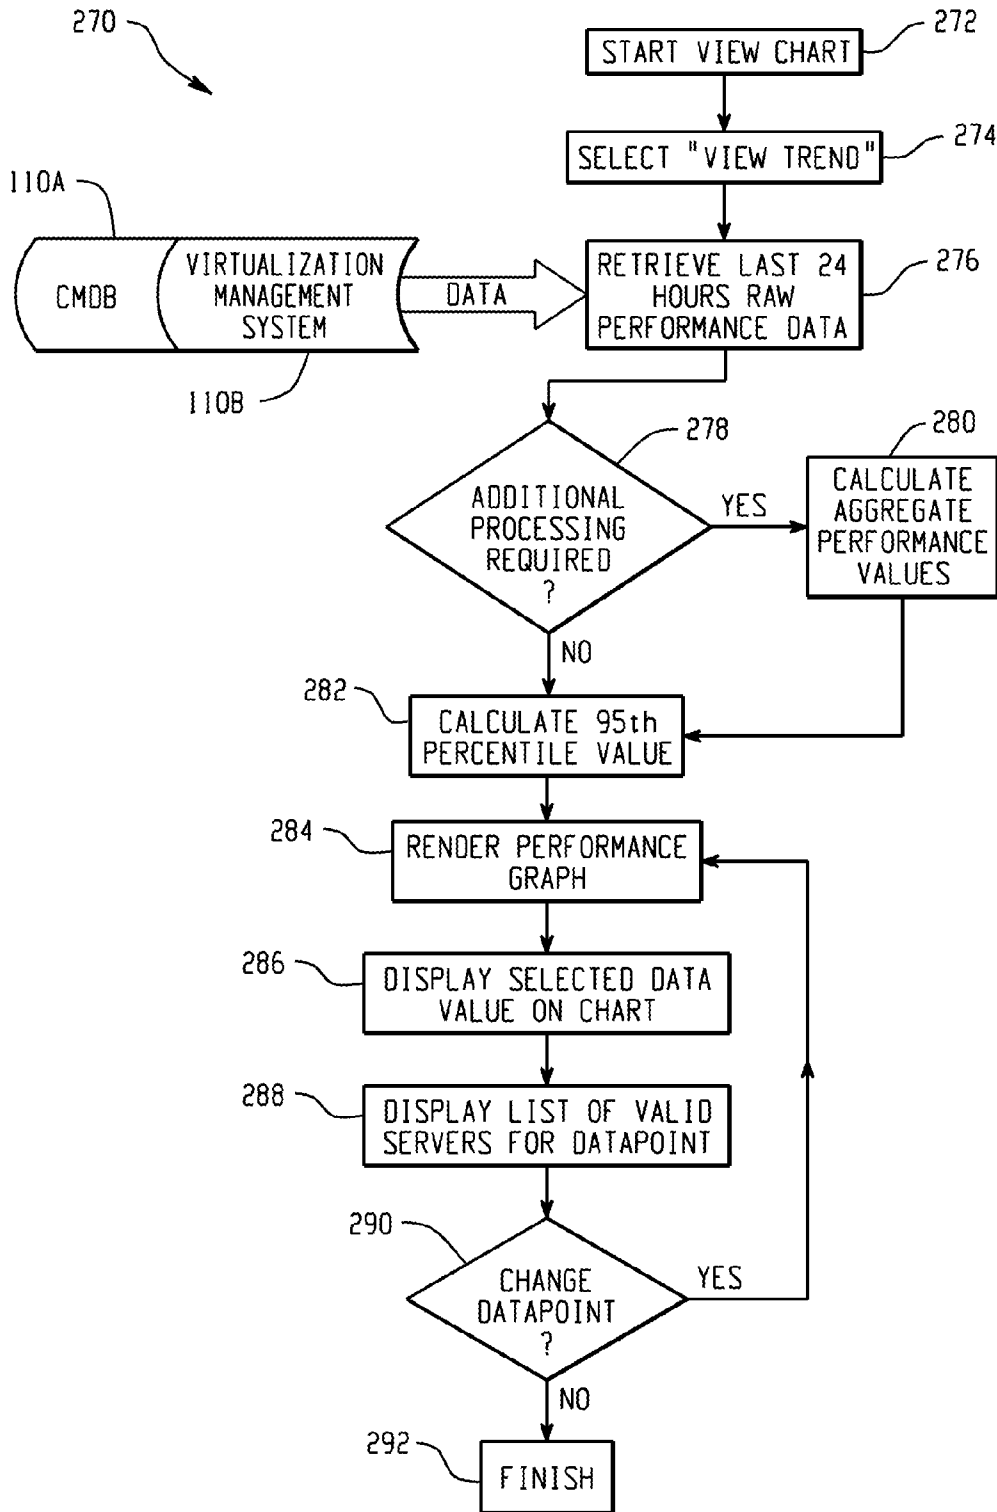 270
START VIEW CHART
272
SELECT "VIEW TREND"
274
110A
CMDB
VIRTUALIZATION
MANAGEMENT
SYSTEM
110B
DATA
RETRIEVE LAST 24
HOURS RAW
PERFORMANCE DATA
276
278
ADDITIONAL
PROCESSING
REQUIRED
?
YES
280
CALCULATE
AGGREGATE
PERFORMANCE
VALUES
NO
282
CALCULATE 95th
PERCENTILE VALUE
284
RENDER PERFORMANCE
GRAPH
286
DISPLAY SELECTED DATA
VALUE ON CHART
288
DISPLAY LIST OF VALID
SERVERS FOR DATAPOINT
290
CHANGE
DATAPOINT
?
YES
NO
292
FINISH